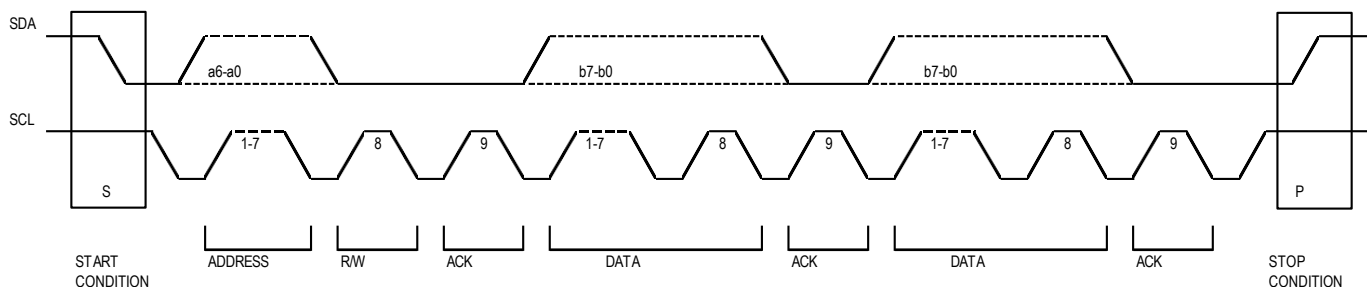 SDA
a6-a0 b7-b0 b7-b0
SCL
1-7 8 9 1-7 8 9 1-7 8 9
S P
START CONDITION
ADDRESS
R/W
ACK
DATA
ACK
DATA
ACK
STOP CONDITION